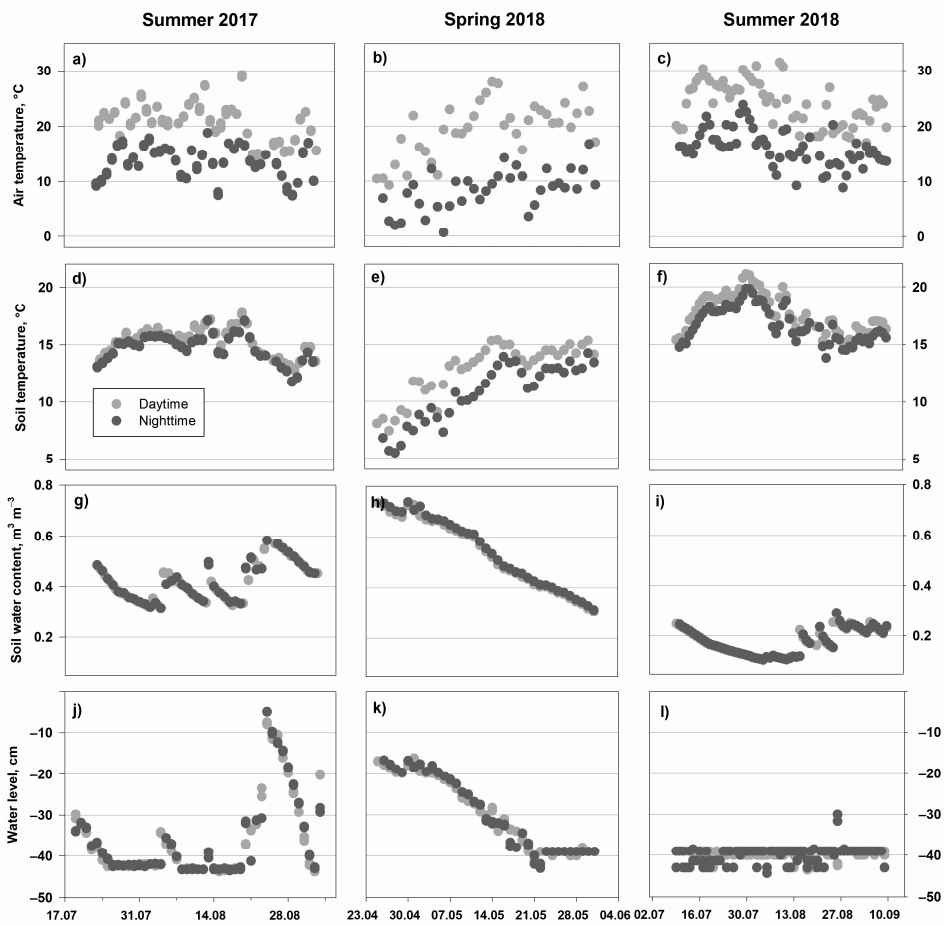 Summer 2017 Spring 2018 Summer 2018
a) b) c)
Air temperature, °C
30 30
20 20
10 10
0 0
d) e) f)
Soil temperature, °C
20 20
15 15
10 10
5 5
Daytime
Nighttime
g) h) i)
Soil water content, m³ m⁻³
0.8 0.8
0.6 0.6
0.4 0.4
0.2 0.2
j) k) l)
Water level, cm
–10 –10
–20 –20
–30 –30
–40 –40
–50 –50
17.07 31.07 14.08 28.08 23.04 30.04 07.05 14.05 21.05 28.05 04.06 02.07 16.07 30.07 13.08 27.08 10.09